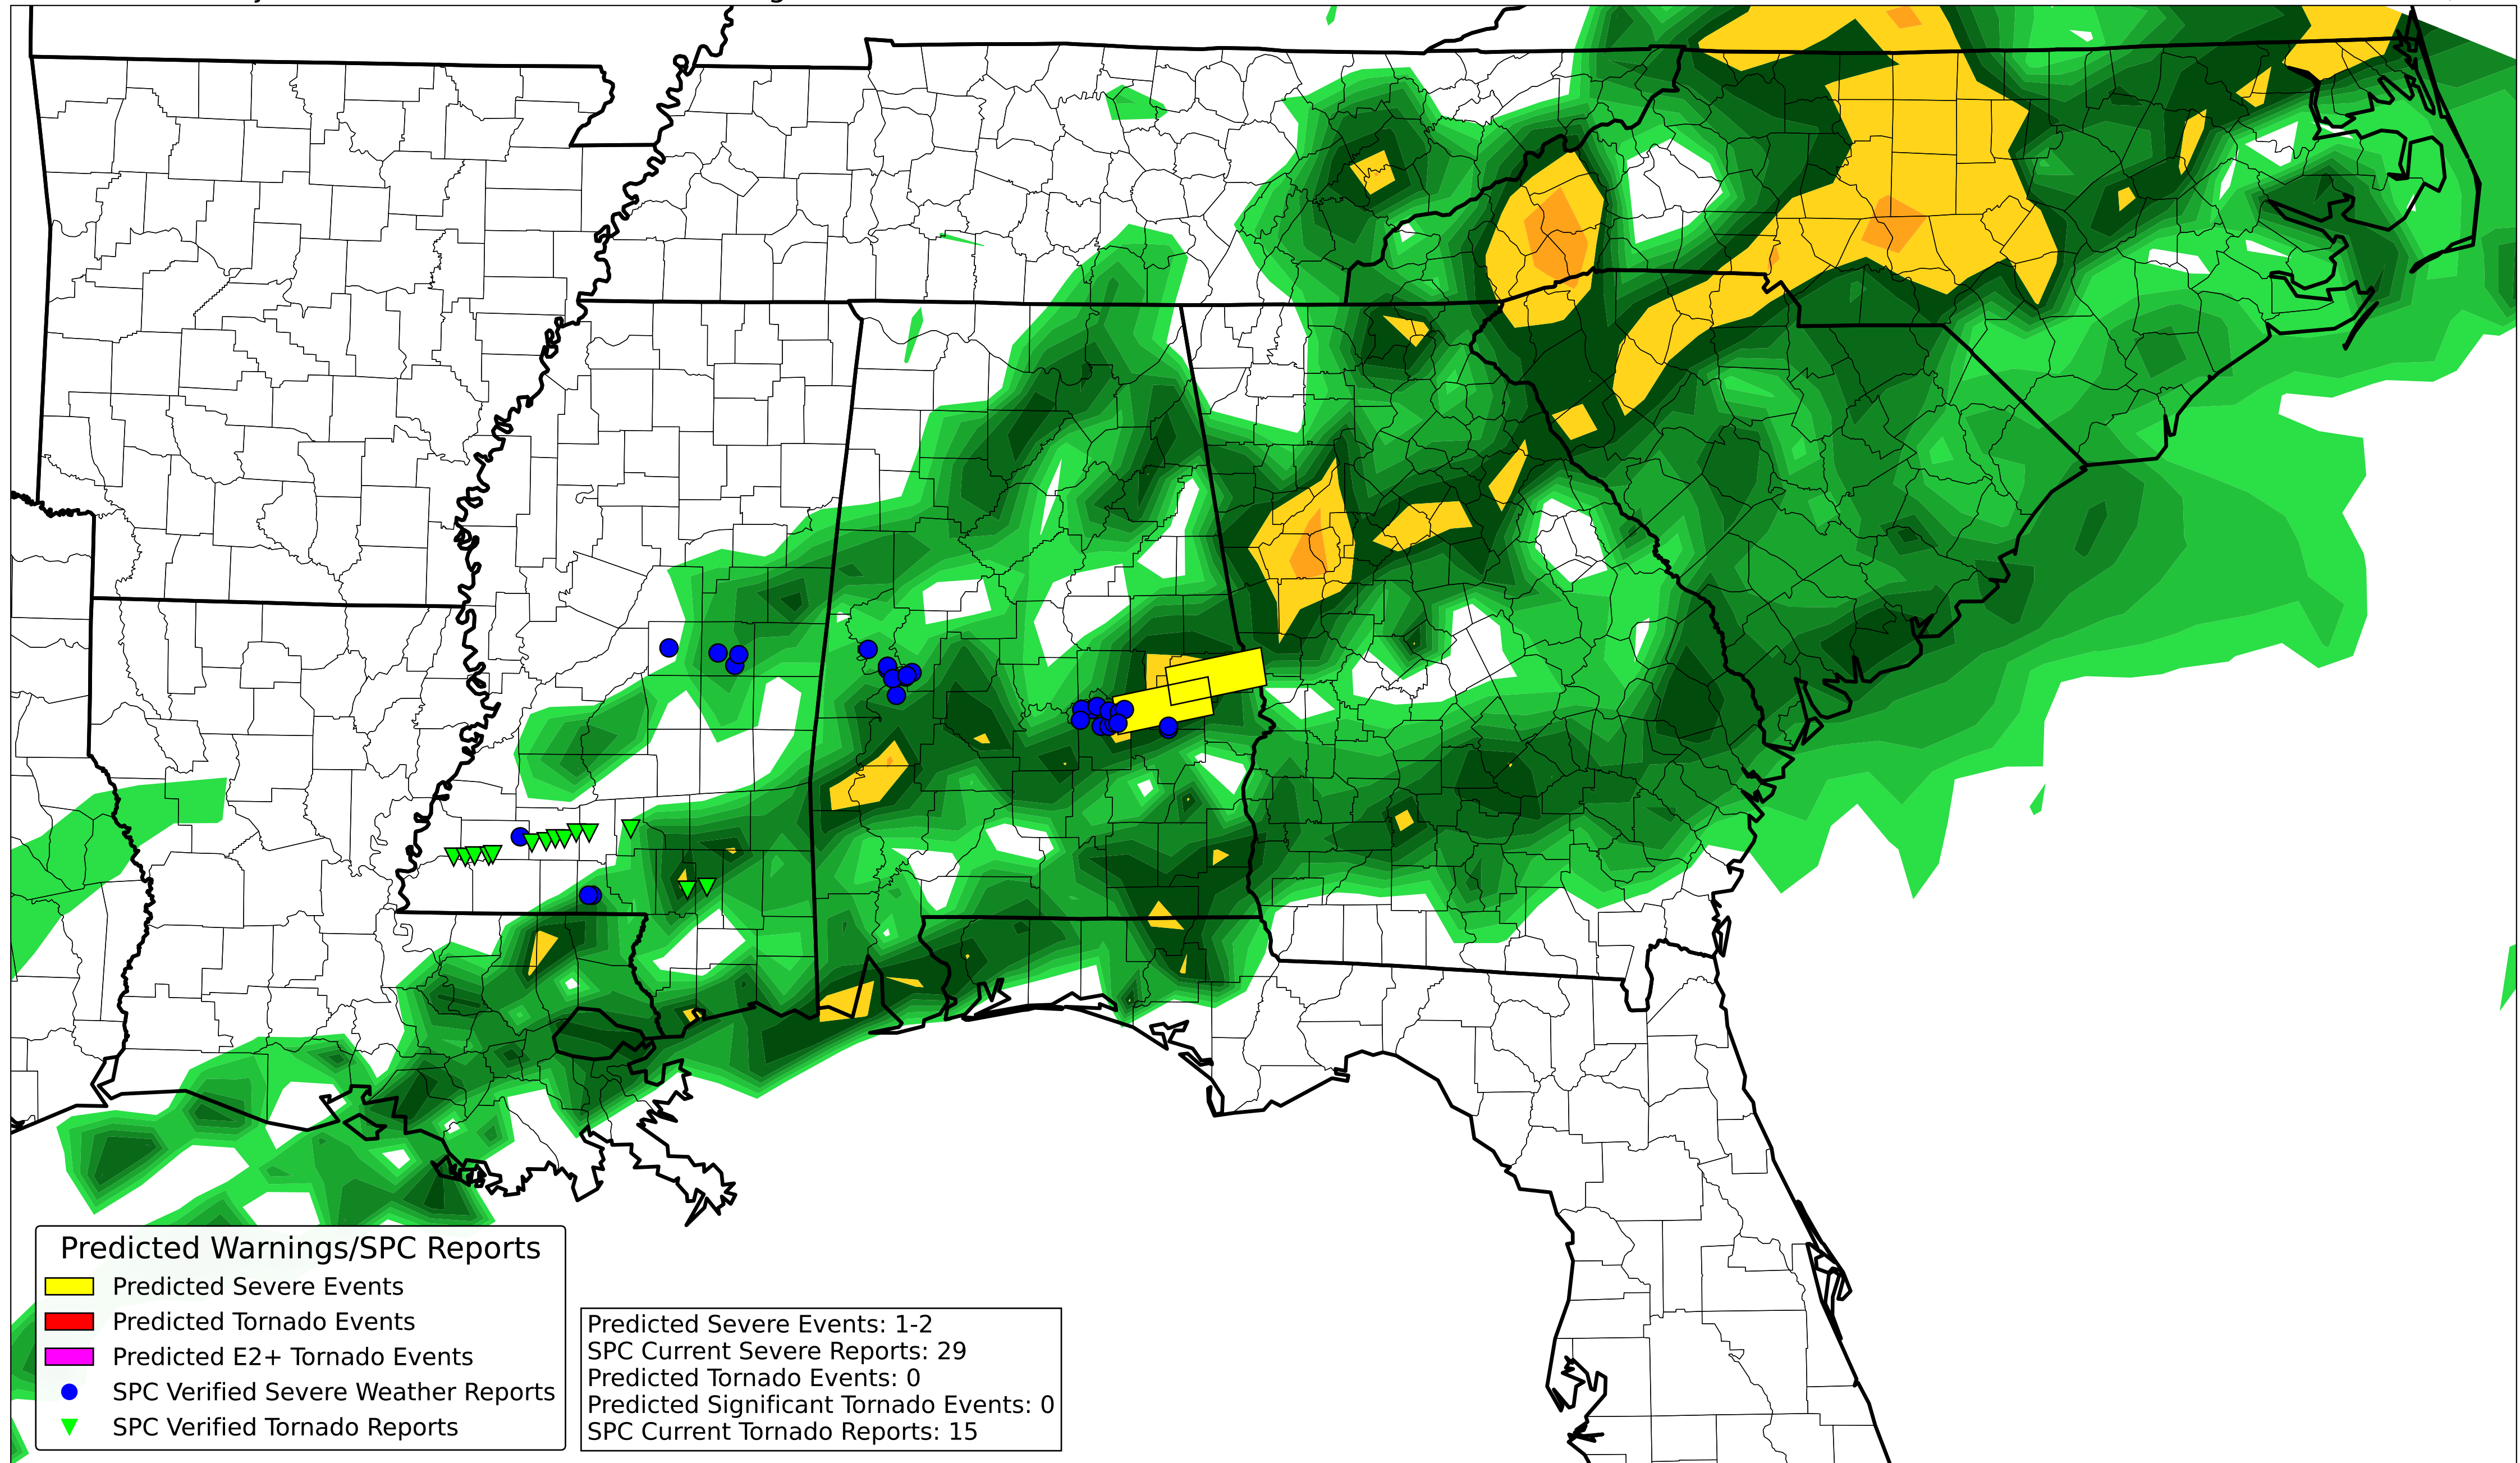 Predicted Warnings/SPC Reports
Predicted Severe Events
Predicted Tornado Events
Predicted E2+ Tornado Events
SPC Verified Severe Weather Reports
SPC Verified Tornado Reports
Predicted Severe Events: 1-2
SPC Current Severe Reports: 29
Predicted Tornado Events: 0
Predicted Significant Tornado Events: 0
SPC Current Tornado Reports: 15